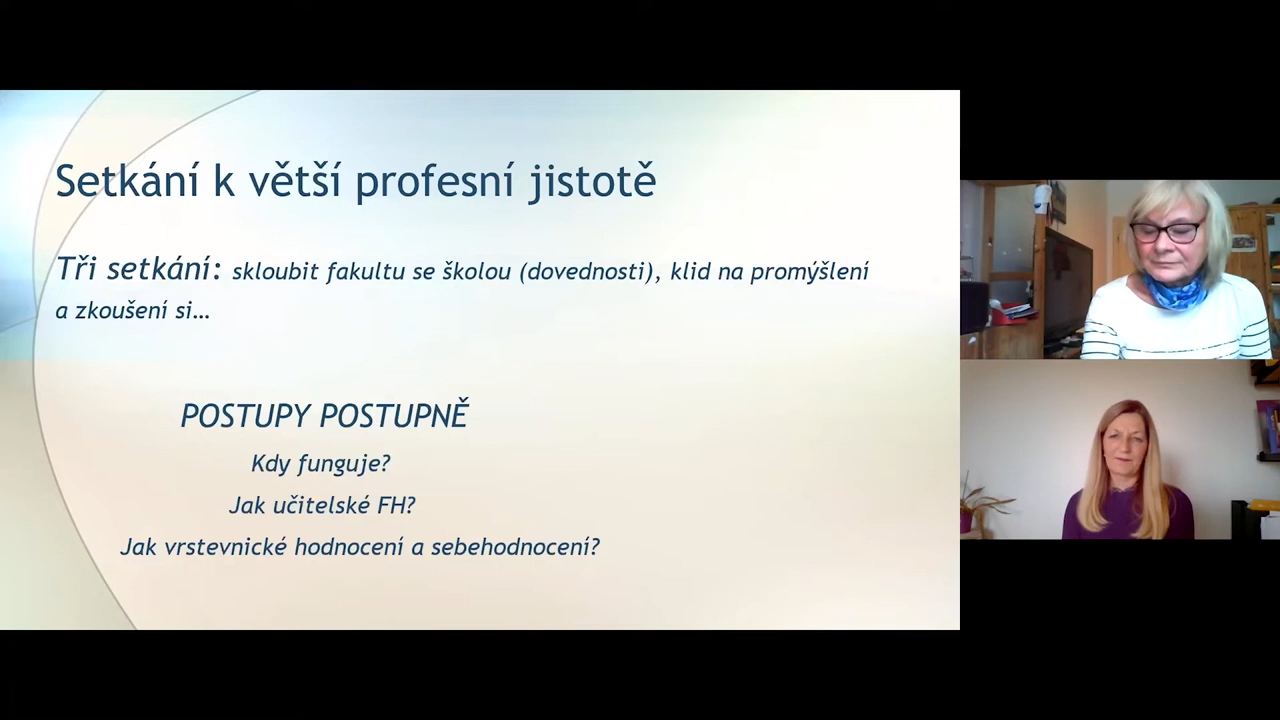 Setkání k větší profesní jistotě
Tři setkání: skloubit fakultu se školou (dovednosti), klid na promýšlení
a zkoušení si…
POSTUPY POSTUPNĚ
Kdy funguje?
Jak učitelské FH?
Jak vrstevnické hodnocení a sebehodnocení?